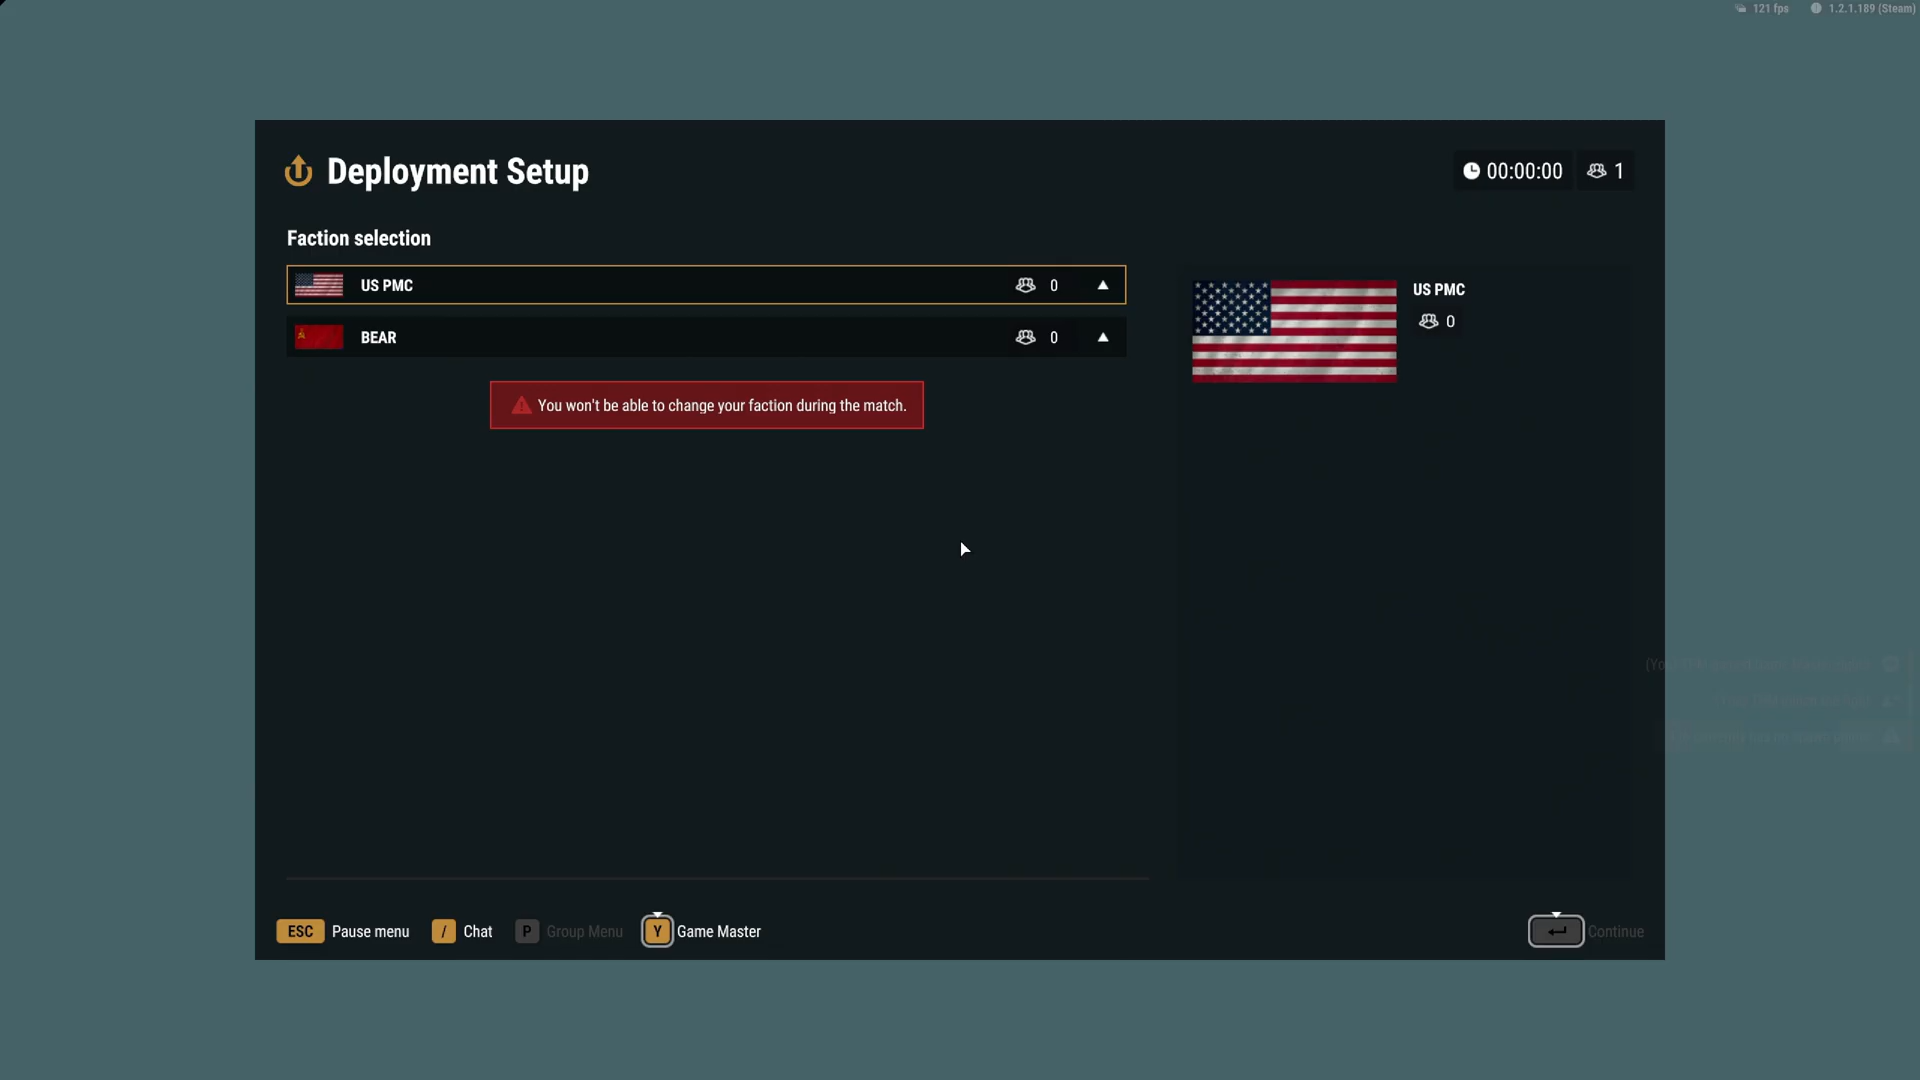 121 fps 1.2.1.189 (Steam)
Deployment Setup
00:00:00 1
Faction selection
US PMC 0
BEAR 0
You won't be able to change your faction during the match.
US PMC
0
ESC Pause menu / Chat P Group Menu Y Game Master
Continue